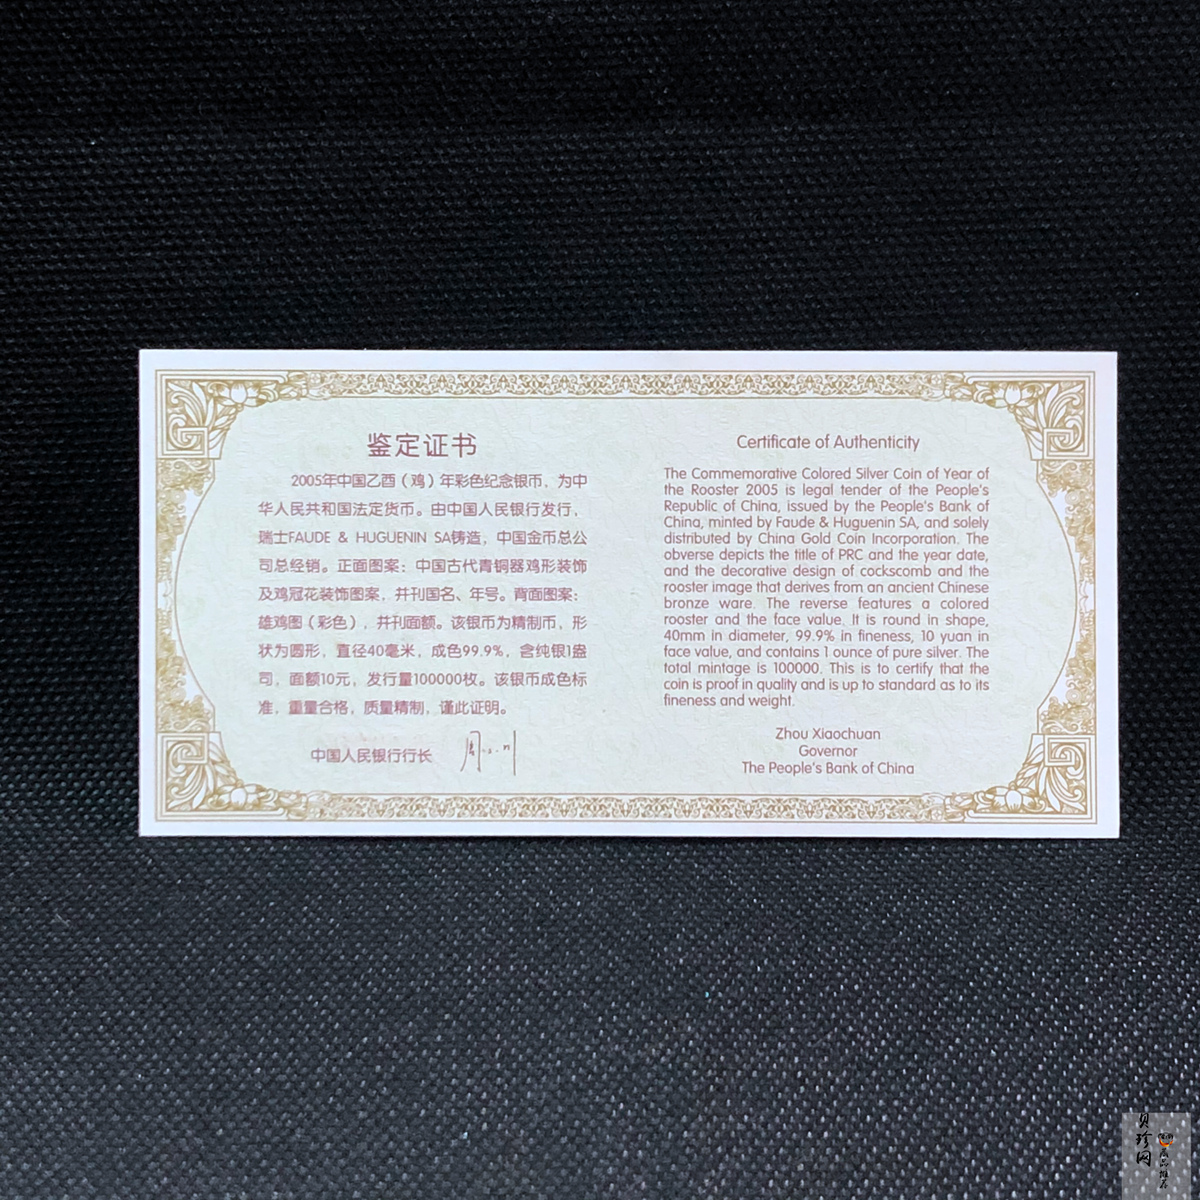 鉴定证书
2005年中国乙酉（鸡）年彩色纪念银币，为中
华人民共和国法定货币。由中国人民银行发行，
瑞士FAUDE & HUGUENIN SA铸造，中国金币总公
司总经销。正面图案：中国古代青铜器鸡形装饰
及鸡冠花装饰图案，并刊国名、年号。背面图案：
雄鸡图（彩色），并刊面额。该银币为精制币，形
状为圆形，直径40毫米，成色99.9%，含纯银1盎
司，面额10元，发行量100000枚。该银币成色标
准，重量合格，质量精制，谨此证明。
中国人民银行行长
Certificate of Authenticity
The Commemorative Colored Silver Coin of Year of
the Rooster 2005 is legal tender of the People's
Republic of China, issued by the People's Bank of
China, minted by Faude & Huguenin SA, and solely
distributed by China Gold Coin Incorporation. The
obverse depicts the title of PRC and the year date,
and the decorative design of cockscomb and the
rooster image that derives from an ancient Chinese
bronze ware. The reverse features a colored
rooster and the face value. It is round in shape,
40mm in diameter, 99.9% in fineness, 10 yuan in
face value, and contains 1 ounce of pure silver. The
total mintage is 100000. This is to certify that the
coin is proof in quality and is up to standard as to its
fineness and weight.
Zhou Xiaochuan
Governor
The People's Bank of China
贝珍网
藏品推荐